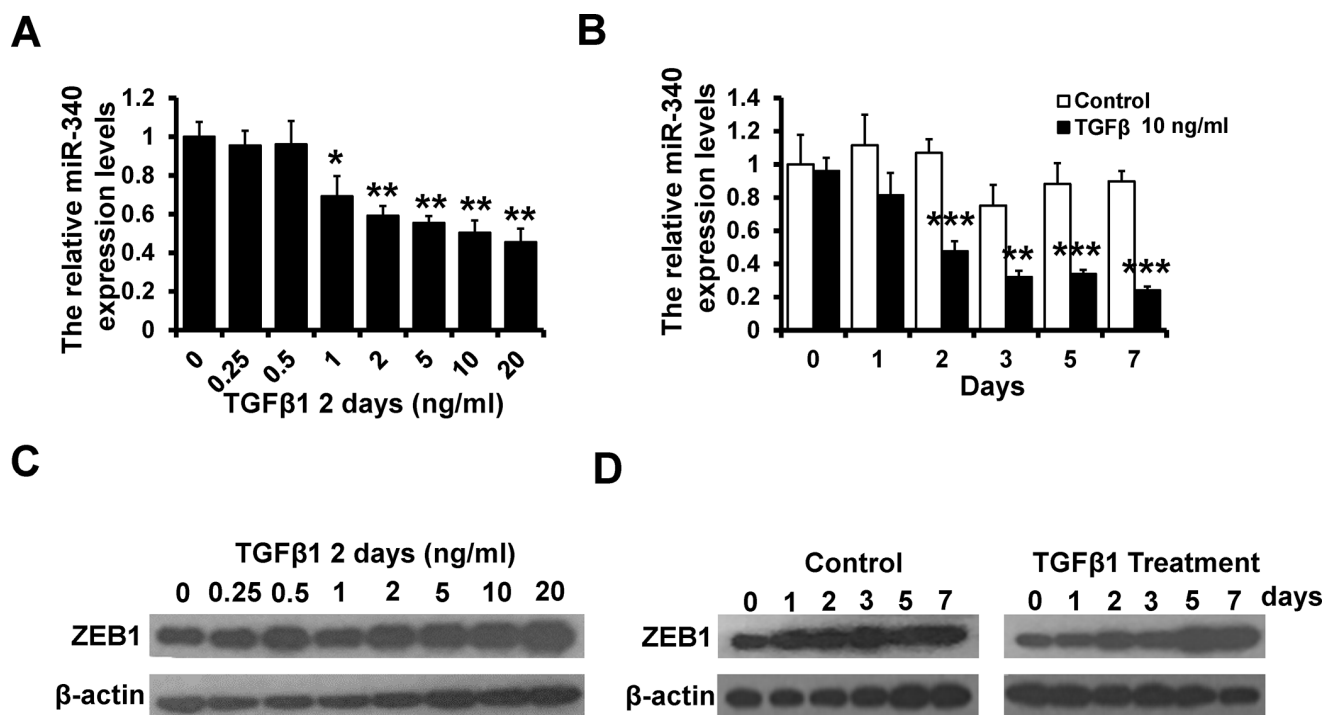 A
The relative miR-340
expression levels
1.2
1
0.8
0.6
0.4
0.2
0
* ** ** ** **
0 0.25 0.5 1 2 5 10 20
TGFβ1 2 days (ng/ml)
B
The relative miR-340
expression levels
1.4
1.2
1
0.8
0.6
0.4
0.2
0
Control
TGFβ 10 ng/ml
*** ** *** ***
0 1 2 3 5 7
Days
C
TGFβ1 2 days (ng/ml)
0 0.25 0.5 1 2 5 10 20
ZEB1
β-actin
D
Control
TGFβ1 Treatment
0 1 2 3 5 7
0 1 2 3 5 7 days
ZEB1
β-actin